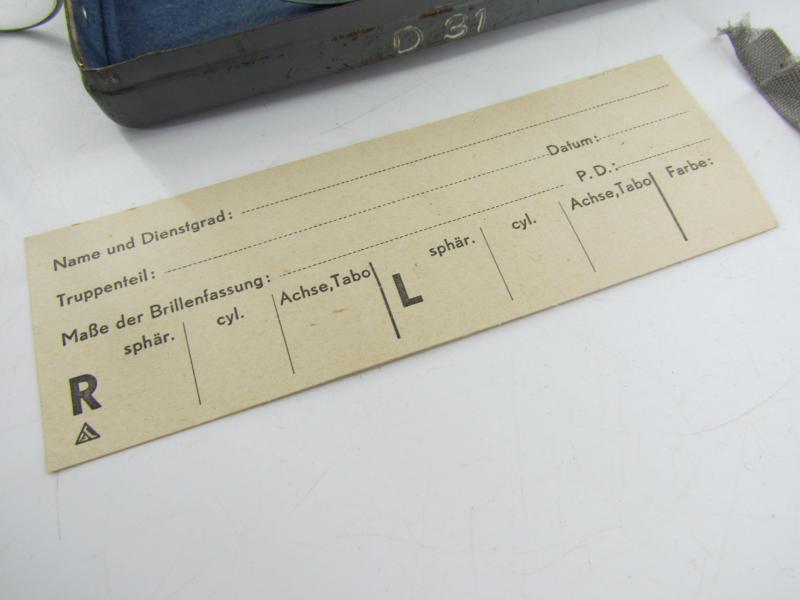 D 31
Name und Dienstgrad:
Truppenteil: Datum:
Maße der Brillenfassung: P. D.:
R sphär. cyl. Achse,Tabo L sphär. cyl. Achse,Tabo Farbe: